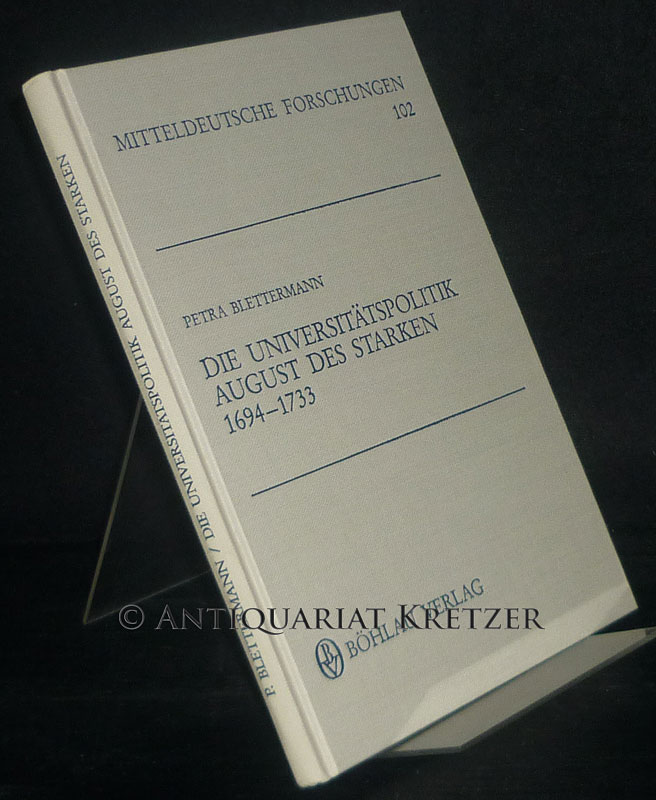 MITTELDEUTSCHE FORSCHUNGEN
102
PETRA BLETTERMANN
DIE UNIVERSITÄTSPOLITIK
AUGUST DES STARKEN
1694–1733
BÖHLAU VERLAG
P. BLETTERMANN / DIE UNIVERSITÄTSPOLITIK AUGUST DES STARKEN
© ANTIQUARIAT KRETZER